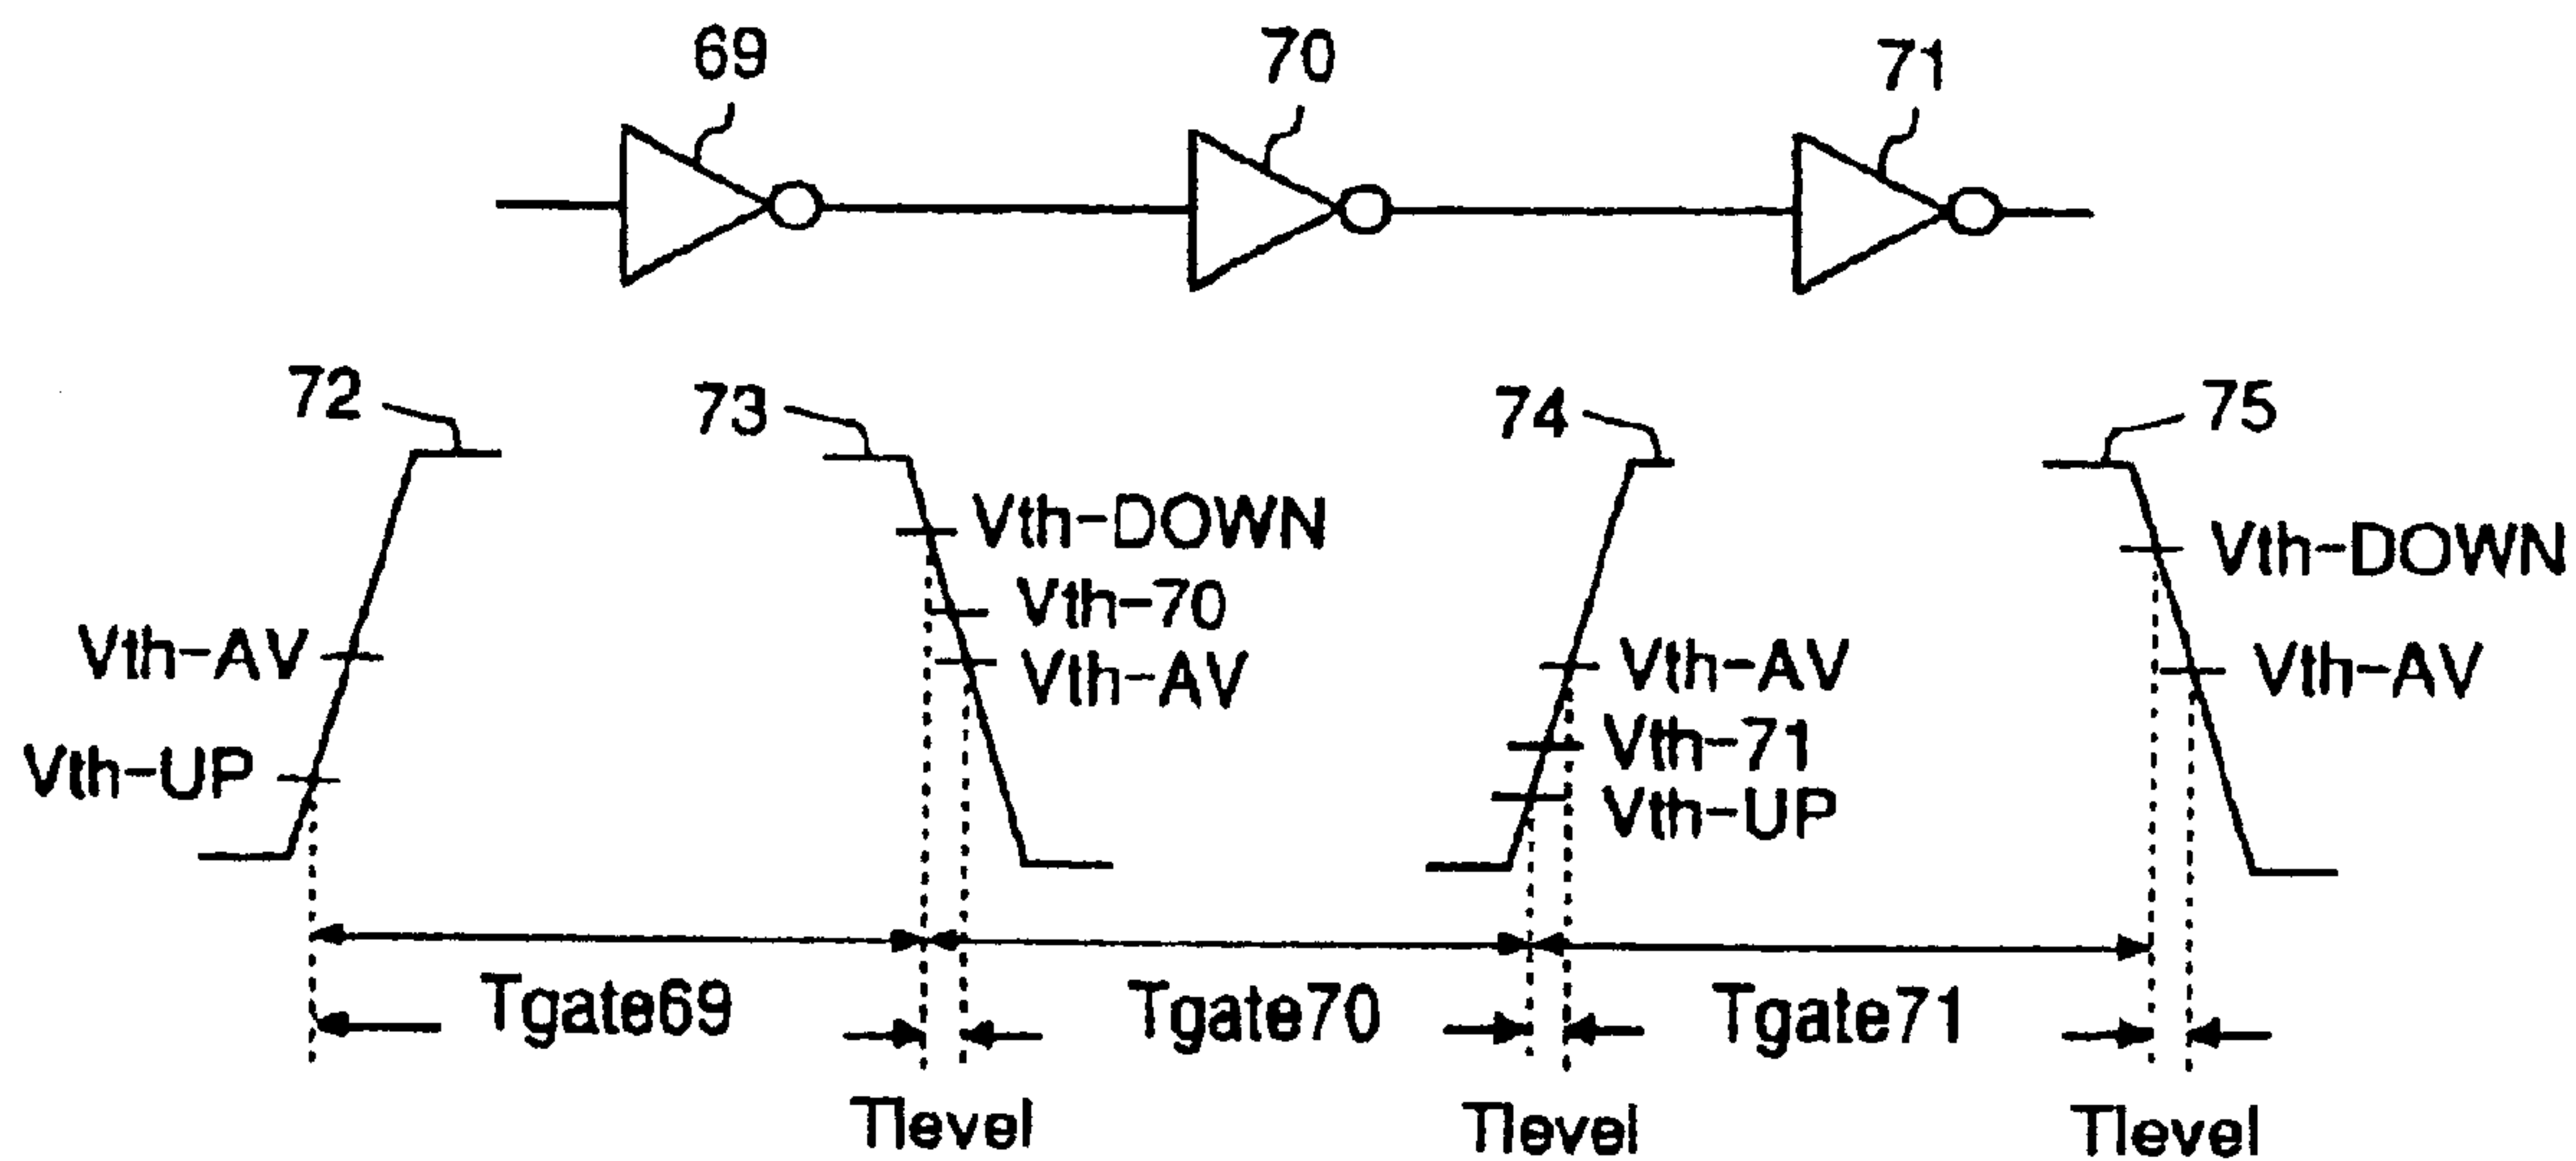 69 70 71
72 73 74 75
Vth-DOWN Vth-DOWN
Vth-70
Vth-AV Vth-AV Vth-AV Vth-AV
Vth-71
Vth-UP Vth-UP
Tgate69 Tgate70 Tgate71
Tlevel Tlevel Tlevel